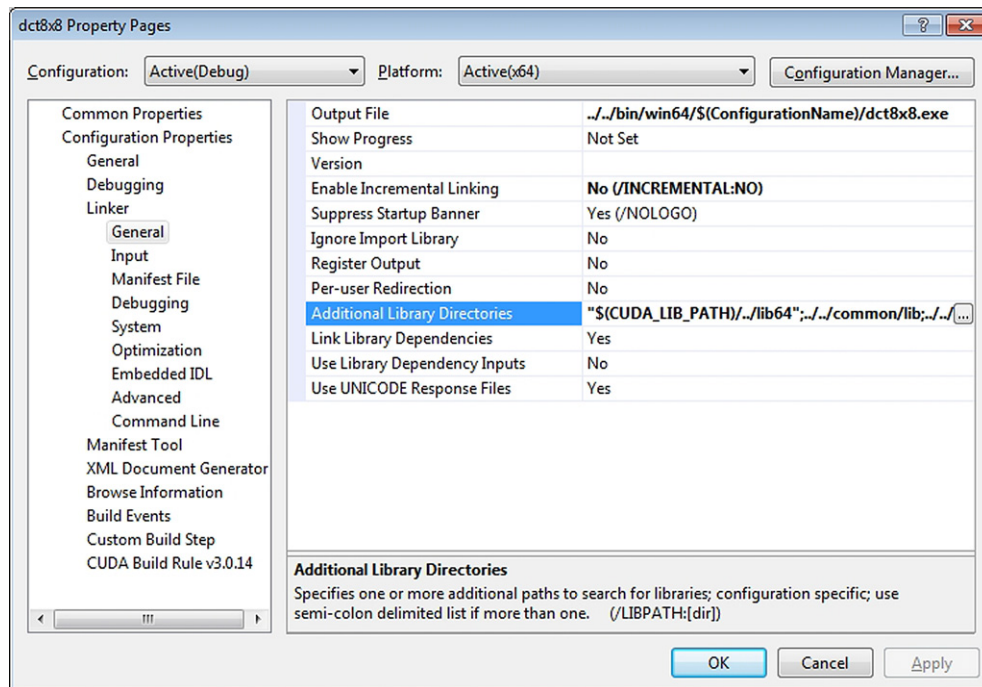 dct8x8 Property Pages
Configuration: Active(Debug) Platform: Active(x64) Configuration Manager...
Common Properties
Configuration Properties
General
Debugging
Linker
General
Input
Manifest File
Debugging
System
Optimization
Embedded IDL
Advanced
Command Line
Manifest Tool
XML Document Generator
Browse Information
Build Events
Custom Build Step
CUDA Build Rule v3.0.14
Output File ../../bin/win64/$(ConfigurationName)/dct8x8.exe
Show Progress Not Set
Version
Enable Incremental Linking No (/INCREMENTAL:NO)
Suppress Startup Banner Yes (/NOLOGO)
Ignore Import Library No
Register Output No
Per-user Redirection No
Additional Library Directories "$(CUDA_LIB_PATH)/../lib64";../../common/lib;../../ ...
Link Library Dependencies Yes
Use Library Dependency Inputs No
Use UNICODE Response Files Yes
Additional Library Directories
Specifies one or more additional paths to search for libraries; configuration specific; use
semi-colon delimited list if more than one. (/LIBPATH:[dir])
OK Cancel Apply